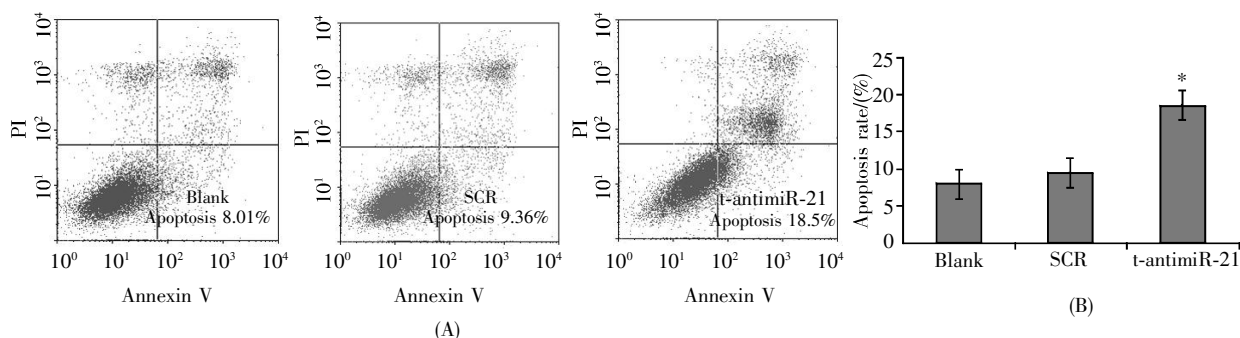 10⁴
10³
10²
10¹
PI
Blank
Apoptosis 8.01%
10⁰ 10¹ 10² 10³ 10⁴
Annexin V
10⁴
10³
10²
10¹
PI
SCR
Apoptosis 9.36%
10⁰ 10¹ 10² 10³ 10⁴
Annexin V
10⁴
10³
10²
10¹
PI
t-antimiR-21
Apoptosis 18.5%
10⁰ 10¹ 10² 10³ 10⁴
Annexin V
(A)
Apoptosis rate/(%)
25
20
15
10
5
0
*
Blank SCR t-antimiR-21
(B)